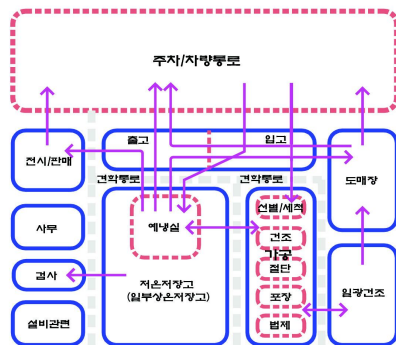 주차/차량통로
출고
입고
전시/판매
견학통로
견학통로
도매장
선별/세척
예냉실
사무
건조
가공
절단
검사
저온저장고
(일부상온저장고)
일광건조
포장
설비관련
법제